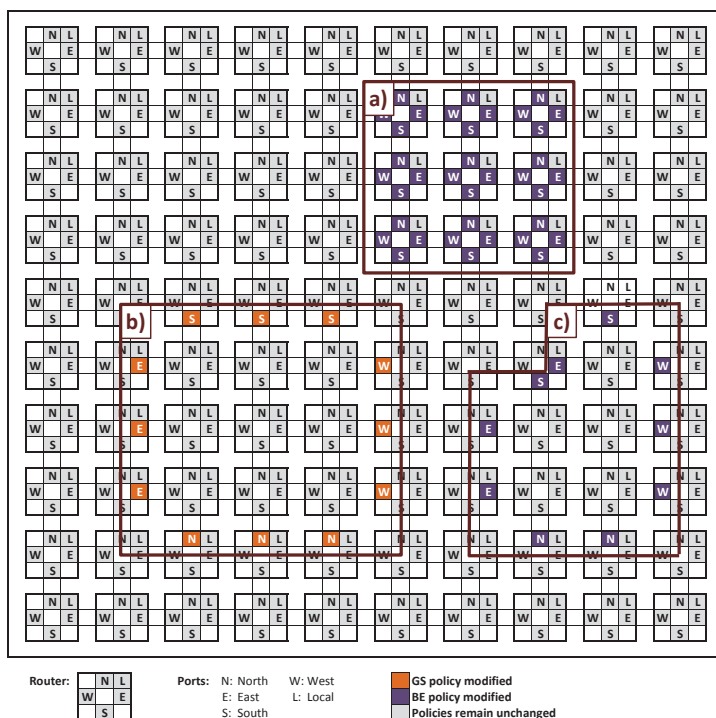 N L N L N L N L N L N L N L N L N L N L
W E W E W E W E W E W E W E W E W E W E
S S S S S S S S S S
N L N L N L N L N L a) N L N L N L N L N L
W E W E W E W E W E W E W E W E W E W E
S S S S S S S S S S
N L N L N L N L N L N L N L N L N L N L
W E W E W E W E W E W E W E W E W E W E
S S S S S S S S S S
N L N L N L N L N L N L N L N L N L N L
W E W E W E W E W E W E W E W E W E W E
S S S S S S S S S S
N L N L N L N L N L N L N L N L N L N L
W E W E W E W E W E W E W E W E W E W E
S b) S S S S S S c) S S
N L N L N L N L N L N L N L N L N L N L
W E W E W E W E W E W E W E W E W E W E
S S S S S S S S S S
N L N L N L N L N L N L N L N L N L N L
W E W E W E W E W E W E W E W E W E W E
S S S S S S S S S S
N L N L N L N L N L N L N L N L N L N L
W E W E W E W E W E W E W E W E W E W E
S S S S S S S S S S
N L N L N L N L N L N L N L N L N L N L
W E W E W E W E W E W E W E W E W E W E
S S S S S S S S S S
N L N L N L N L N L N L N L N L N L N L
W E W E W E W E W E W E W E W E W E W E
S S S S S S S S S S
Router: N L Ports: N: North W: West GS policy modified
W E E: East L: Local BE policy modified
S S: South Policies remain unchanged